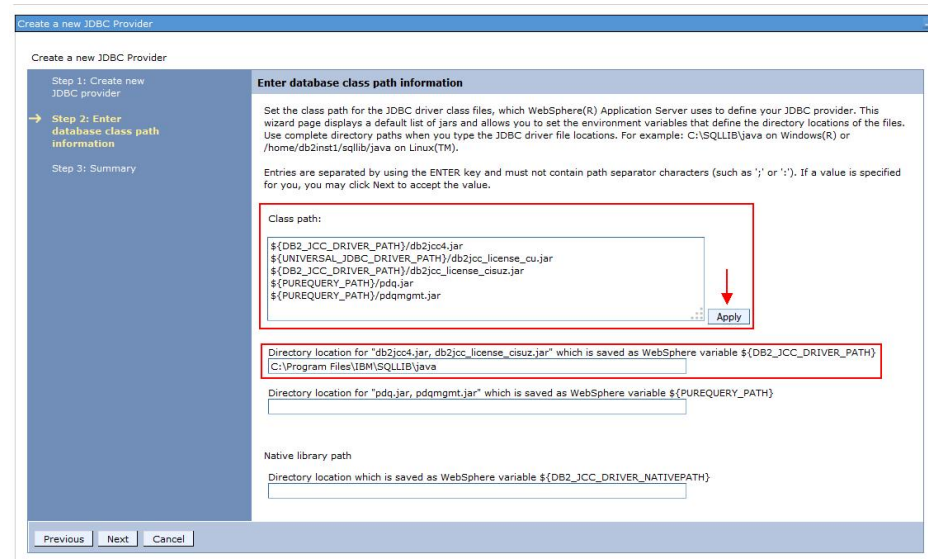 Create a new JDBC Provider
Create a new JDBC Provider
Step 1: Create new
JDBC provider
Step 2: Enter
database class path
information
Step 3: Summary
Enter database class path information
Set the class path for the JDBC driver class files, which WebSphere(R) Application Server uses to define your JDBC provider. This
wizard page displays a default list of jars and allows you to set the environment variables that define the directory locations of the files.
Use complete directory paths when you type the JDBC driver file locations. For example: C:\SQLLIB\java on Windows(R) or
/home/db2inst1/sqllib/java on Linux(TM).
Entries are separated by using the ENTER key and must not contain path separator characters (such as ';' or ':'). If a value is specified
for you, you may click Next to accept the value.
Class path:
${DB2_JCC_DRIVER_PATH}/db2jcc4.jar
${UNIVERSAL_JDBC_DRIVER_PATH}/db2jcc_license_cu.jar
${DB2_JCC_DRIVER_PATH}/db2jcc_license_cisuz.jar
${PUREQUERY_PATH}/pdq.jar
${PUREQUERY_PATH}/pdqmgmt.jar
Apply
Directory location for "db2jcc4.jar, db2jcc_license_cisuz.jar" which is saved as WebSphere variable ${DB2_JCC_DRIVER_PATH}
C:\Program Files\IBM\SQLLIB\java
Directory location for "pdq.jar, pdqmgmt.jar" which is saved as WebSphere variable ${PUREQUERY_PATH}
Native library path
Directory location which is saved as WebSphere variable ${DB2_JCC_DRIVER_NATIVEPATH}
Previous Next Cancel